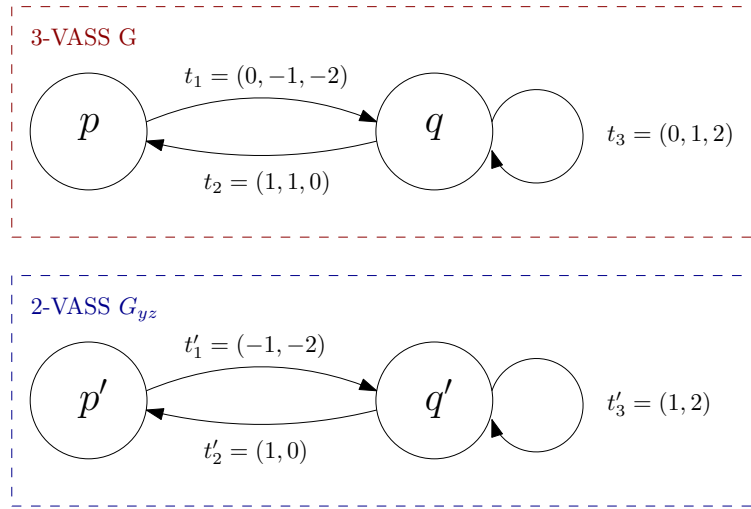 3-VASS G
t₁ = (0, −1, −2)
p
q
t₃ = (0, 1, 2)
t₂ = (1, 1, 0)
2-VASS G_yz
t′₁ = (−1, −2)
p′
q′
t′₃ = (1, 2)
t′₂ = (1, 0)